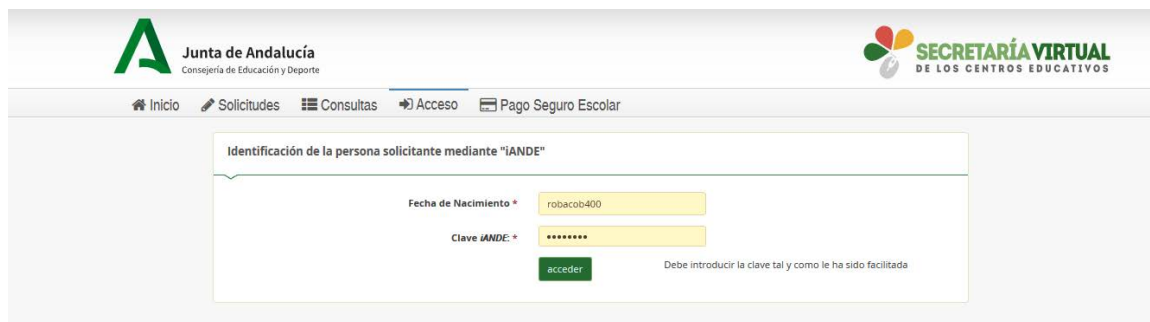 Junta de Andalucía
Consejería de Educación y Deporte
SECRETARÍA VIRTUAL
DE LOS CENTROS EDUCATIVOS
Inicio Solicitudes Consultas Acceso Pago Seguro Escolar
Identificación de la persona solicitante mediante "iANDE"
Fecha de Nacimiento * robacob400
Clave iANDE: * ••••••••
acceder Debe introducir la clave tal y como le ha sido facilitada